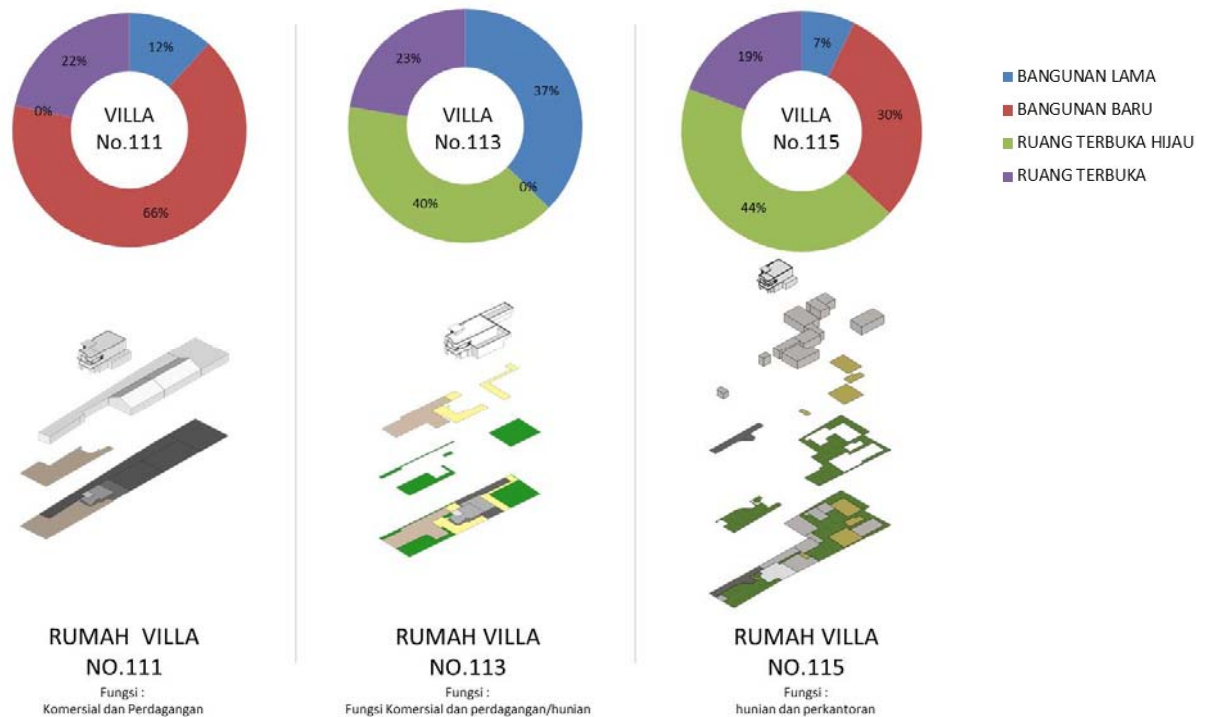 12%
22%
0%
VILLA
No.111
66%
23%
37%
VILLA
No.113
0%
40%
7%
19%
30%
VILLA
No.115
44%
BANGUNAN LAMA
BANGUNAN BARU
RUANG TERBUKA HIJAU
RUANG TERBUKA
RUMAH VILLA
NO.111
Fungsi :
Komersial dan Perdagangan
RUMAH VILLA
NO.113
Fungsi :
Fungsi Komersial dan perdagangan/hunian
RUMAH VILLA
NO.115
Fungsi :
hunian dan perkantoran